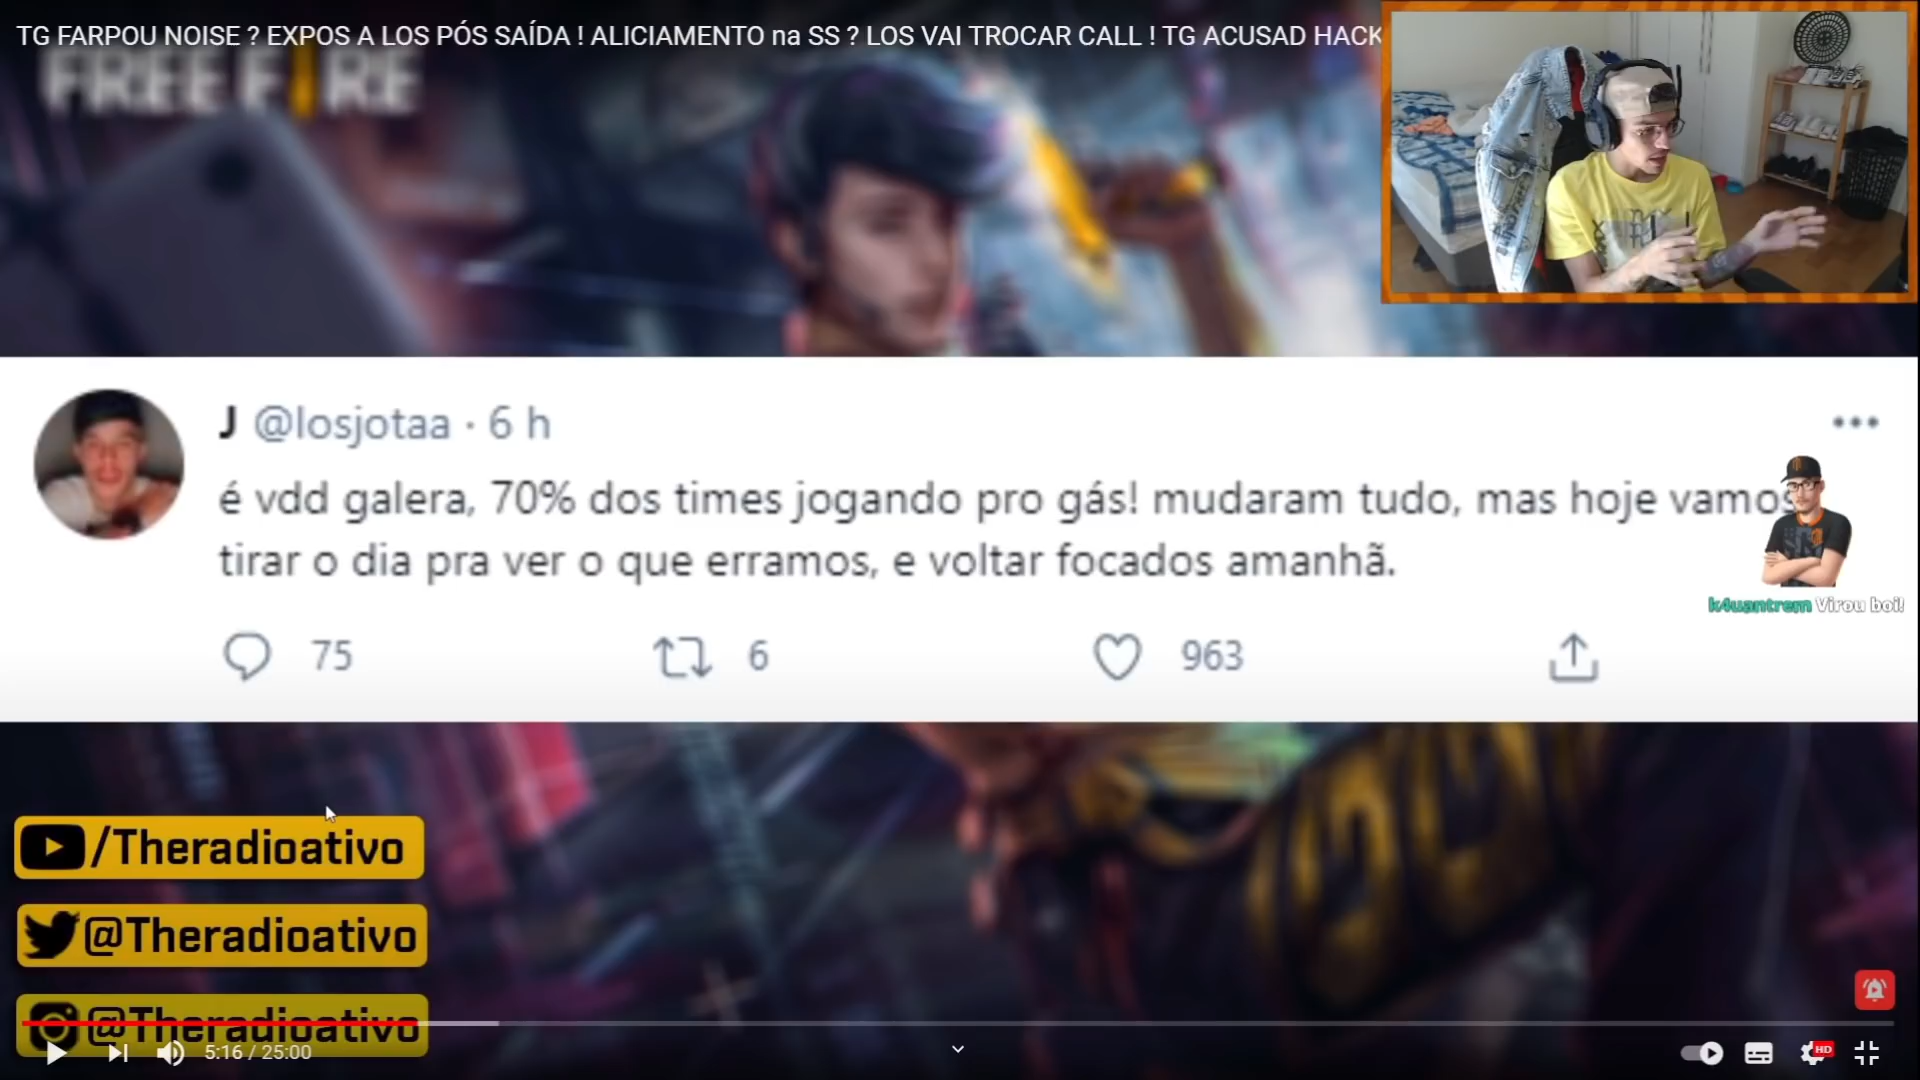 TG FARPOU NOISE ? EXPOS A LOS PÓS SAÍDA ! ALICIAMENTO na SS ? LOS VAI TROCAR CALL ! TG ACUSAD HACK
FREE FIRE
J @losjotaa · 6 h
é vdd galera, 70% dos times jogando pro gás! mudaram tudo, mas hoje vamos
tirar o dia pra ver o que erramos, e voltar focados amanhã.
k4uantrem Virou boi!
75 6 963
/Theradioativo
@Theradioativo
@Theradioativo
5:16 / 25:00
HD